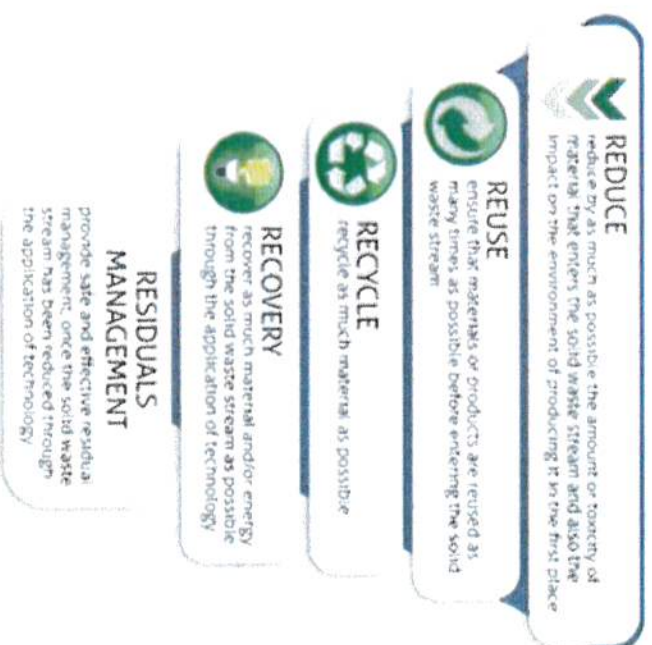 REDUCE
reduce by as much as possible the amount or toxicity of
material that enters the solid waste stream and also the
impact on the environment of producing it in the first place
REUSE
ensure that materials or products are reused as
many times as possible before entering the solid
waste stream
RECYCLE
recycle as much material as possible
RECOVERY
recover as much material and/or energy
from the solid waste stream as possible
through the application of technology
RESIDUALS
MANAGEMENT
provide safe and effective residual
management, once the solid waste
stream has been reduced through
the application of technology